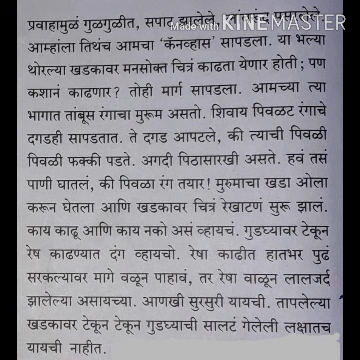 प्रवाहामुळं गुळगुळीत, सपाट झालेले,
Made with KINEMASTER
आम्हांला तिथंच आमचा 'कॅनव्हास' सापडला. या भल्या
थोरल्या खडकावर मनसोक्त चित्रं काढता येणार होती; पण
कशानं काढणार? तोही मार्ग सापडला. आमच्या त्या
भागात तांबूस रंगाचा मुरूम असतो. शिवाय पिवळट रंगाचे
दगडही सापडतात. ते दगड आपटले, की त्याची पिवळी
पिवळी फक्की पडते. अगदी पिठासारखी असते. हवं तसं
पाणी घातलं, की पिवळा रंग तयार! मुरुमाचा खडा ओला
करून घेतला आणि खडकावर चित्रं रेखाटणं सुरू झालं.
काय काढू आणि काय नको असं व्हायचं. गुडघ्यावर टेकून
रेष काढण्यात दंग व्हायचो. रेषा काढीत हातभर पुढं
सरकल्यावर मागे वळून पाहावं, तर रेषा वाळून लालजर्द
झालेल्या असायच्या. आणखी सुरसुरी यायची. तापलेल्या
खडकावर टेकून टेकून गुडघ्याची सालटं गेलेली लक्षातच
यायची नाहीत.